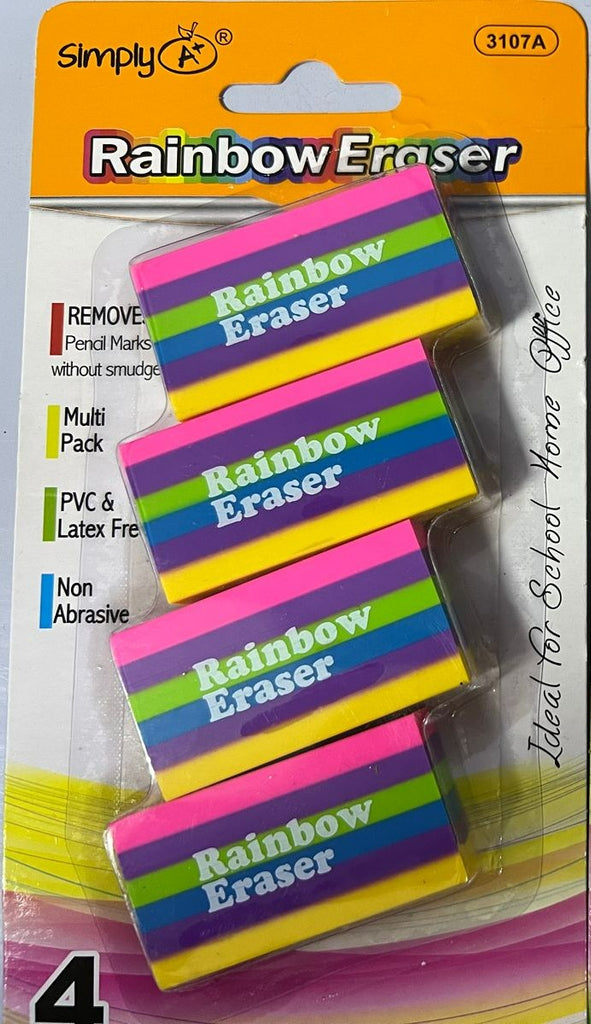 Simply A+ ®
3107A
Rainbow Eraser
REMOVES
Pencil Marks
without smudge
Multi
Pack
PVC &
Latex Fre
Non
Abrasive
Rainbow
Eraser
Rainbow
Eraser
Rainbow
Eraser
Rainbow
Eraser
Ideal for School Home Office
4